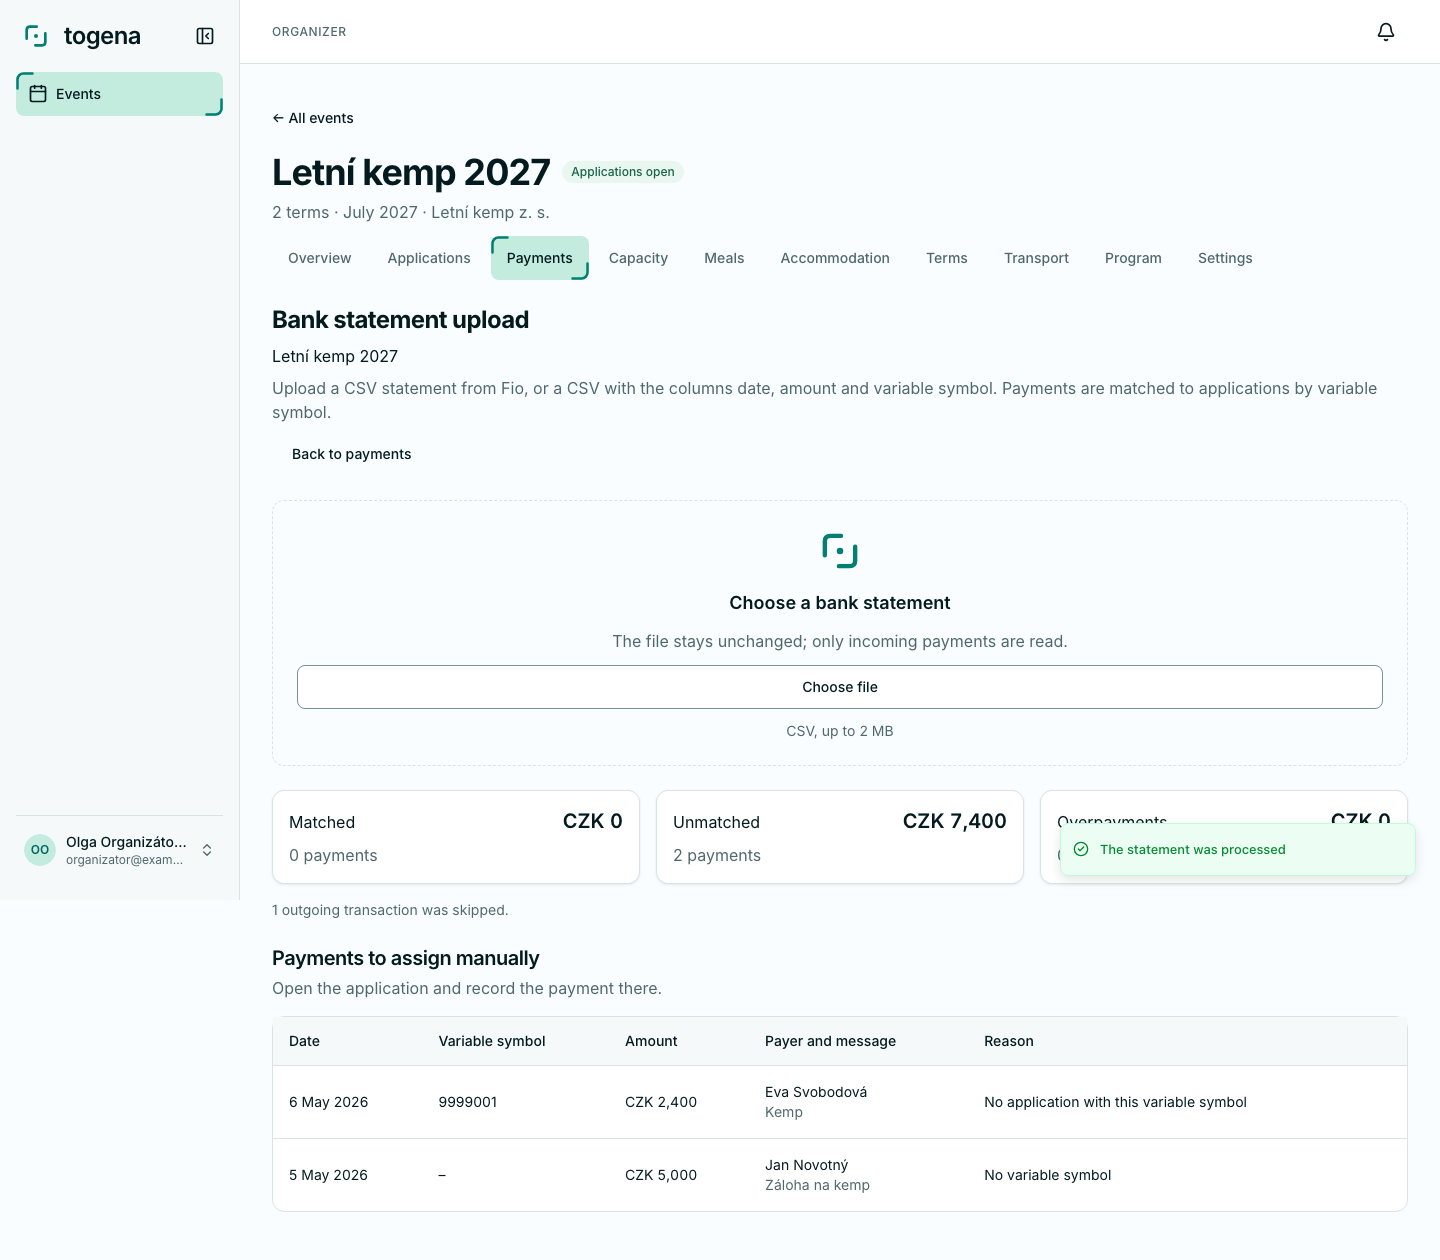 togena
ORGANIZER
Events
← All events
Letní kemp 2027
Applications open
2 terms · July 2027 · Letní kemp z. s.
Overview
Applications
Payments
Capacity
Meals
Accommodation
Terms
Transport
Program
Settings
Bank statement upload
Letní kemp 2027
Upload a CSV statement from Fio, or a CSV with the columns date, amount and variable symbol. Payments are matched to applications by variable
symbol.
Back to payments
Choose a bank statement
The file stays unchanged; only incoming payments are read.
Choose file
CSV, up to 2 MB
Matched
CZK 0
0 payments
Unmatched
CZK 7,400
2 payments
Overpayments
CZK 0
The statement was processed
OO
Olga Organizáto...
organizator@exam...
1 outgoing transaction was skipped.
Payments to assign manually
Open the application and record the payment there.
Date
Variable symbol
Amount
Payer and message
Reason
6 May 2026
9999001
CZK 2,400
Eva Svobodová
Kemp
No application with this variable symbol
5 May 2026
–
CZK 5,000
Jan Novotný
Záloha na kemp
No variable symbol